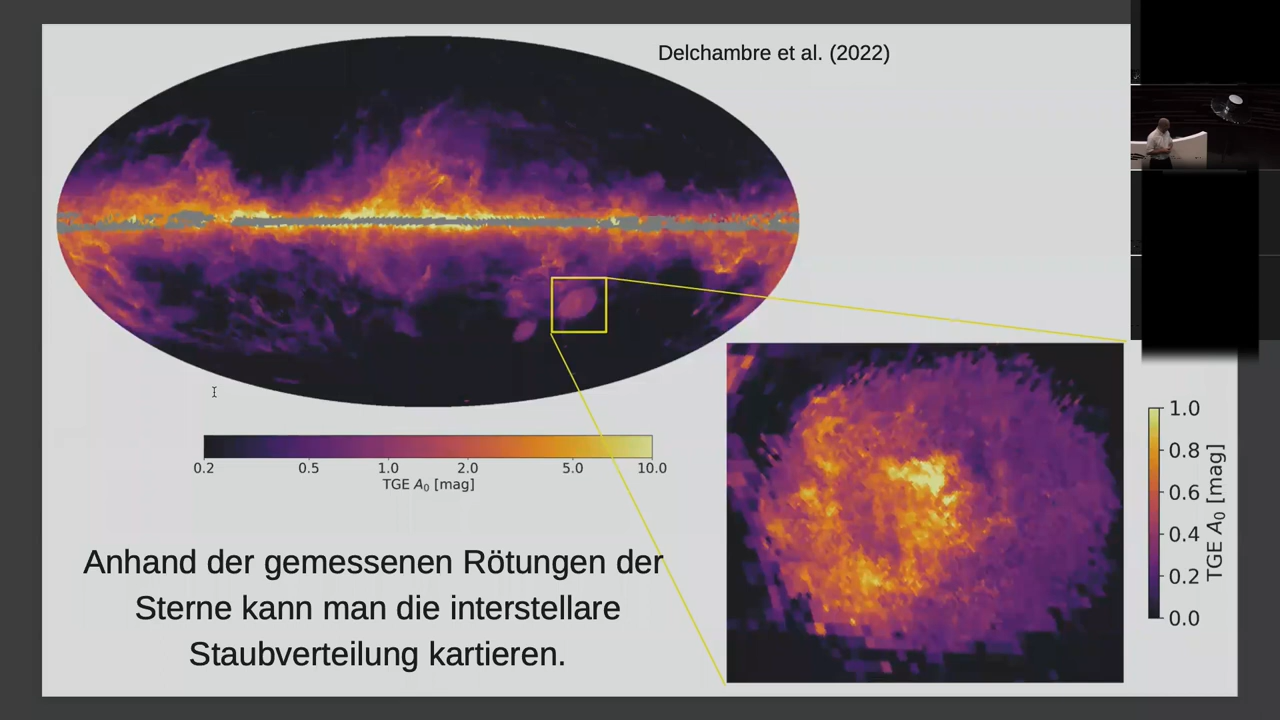 Delchambre et al. (2022)
0.2 0.5 1.0 2.0 5.0 10.0
TGE A₀ [mag]
Anhand der gemessenen Rötungen der
Sterne kann man die interstellare
Staubverteilung kartieren.
1.0
0.8
0.6
0.4
0.2
0.0
TGE A₀ [mag]